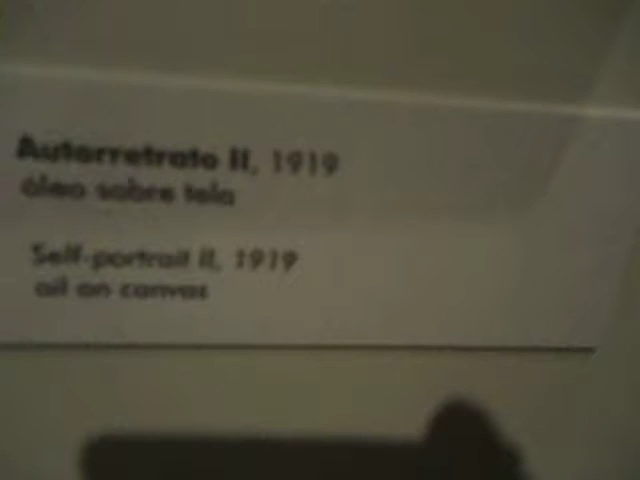 Autorretrato II, 1919
óleo sobre tela
Self-portrait II, 1919
oil on canvas